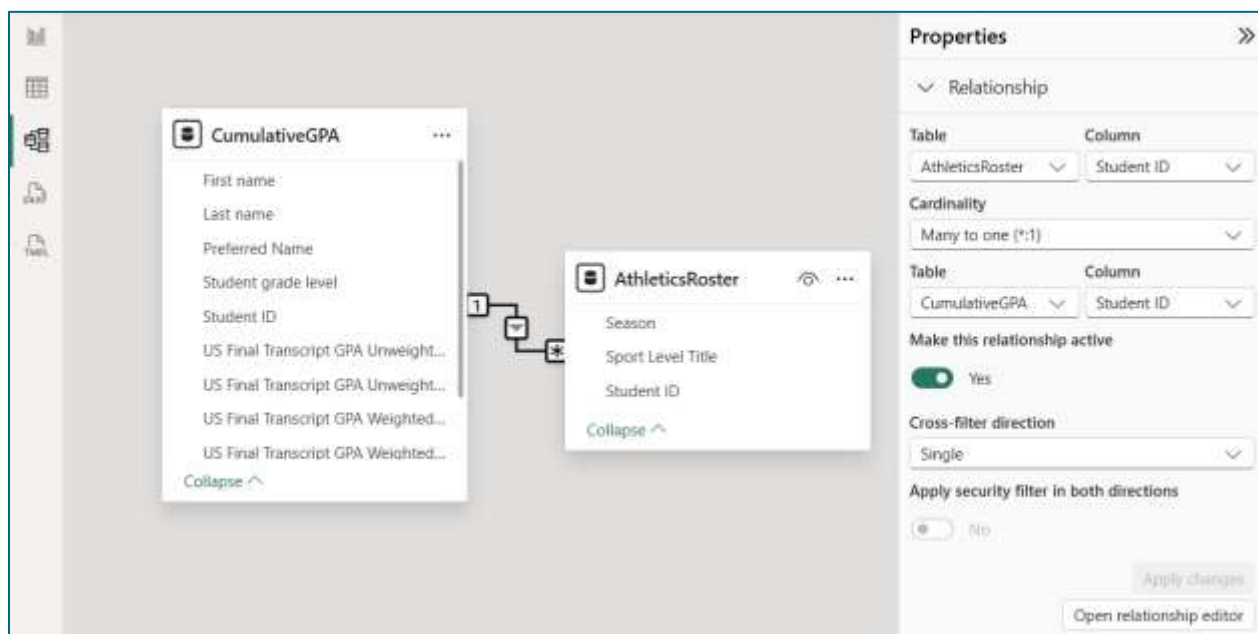 CumulativeGPA ...
First name
Last name
Preferred Name
Student grade level
Student ID
US Final Transcript GPA Unweight...
US Final Transcript GPA Unweight...
US Final Transcript GPA Weighted...
US Final Transcript GPA Weighted...
Collapse
1
*
AthleticsRoster ...
Season
Sport Level Title
Student ID
Collapse
Properties
Relationship
Table Column
AthleticsRoster Student ID
Cardinality
Many to one (*:1)
Table Column
CumulativeGPA Student ID
Make this relationship active
Yes
Cross-filter direction
Single
Apply security filter in both directions
No
Apply changes
Open relationship editor